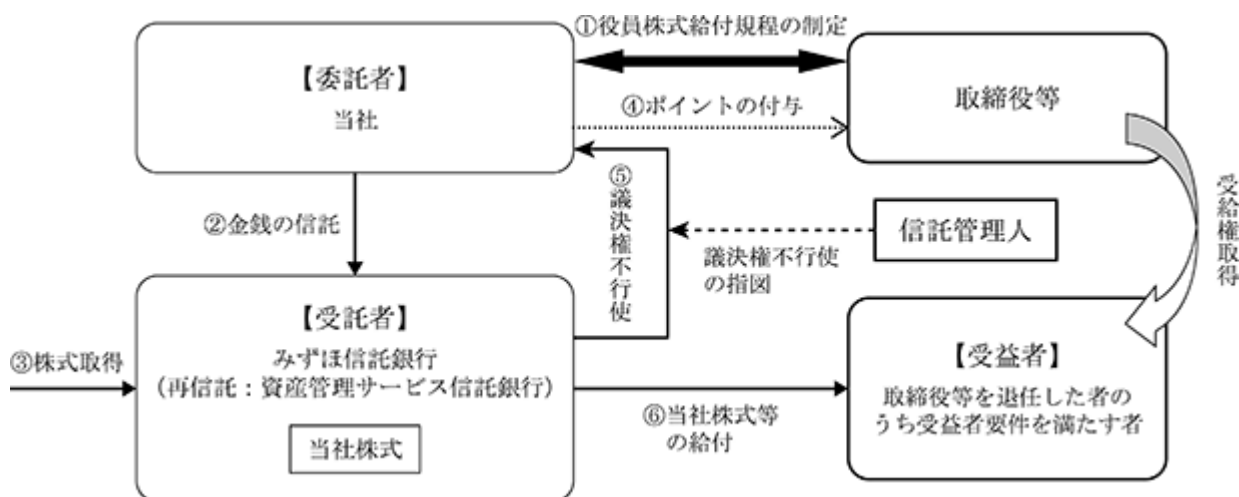 ①役員株式給付規程の制定
【委託者】
当社
取締役等
④ポイントの付与
②金銭の信託
⑤議決権不行使
信託管理人
議決権不行使
の指図
受給権取得
【受託者】
みずほ信託銀行
(再信託：資産管理サービス信託銀行)
当社株式
③株式取得
⑥当社株式等
の給付
【受益者】
取締役等を退任した者の
うち受益者要件を満たす者